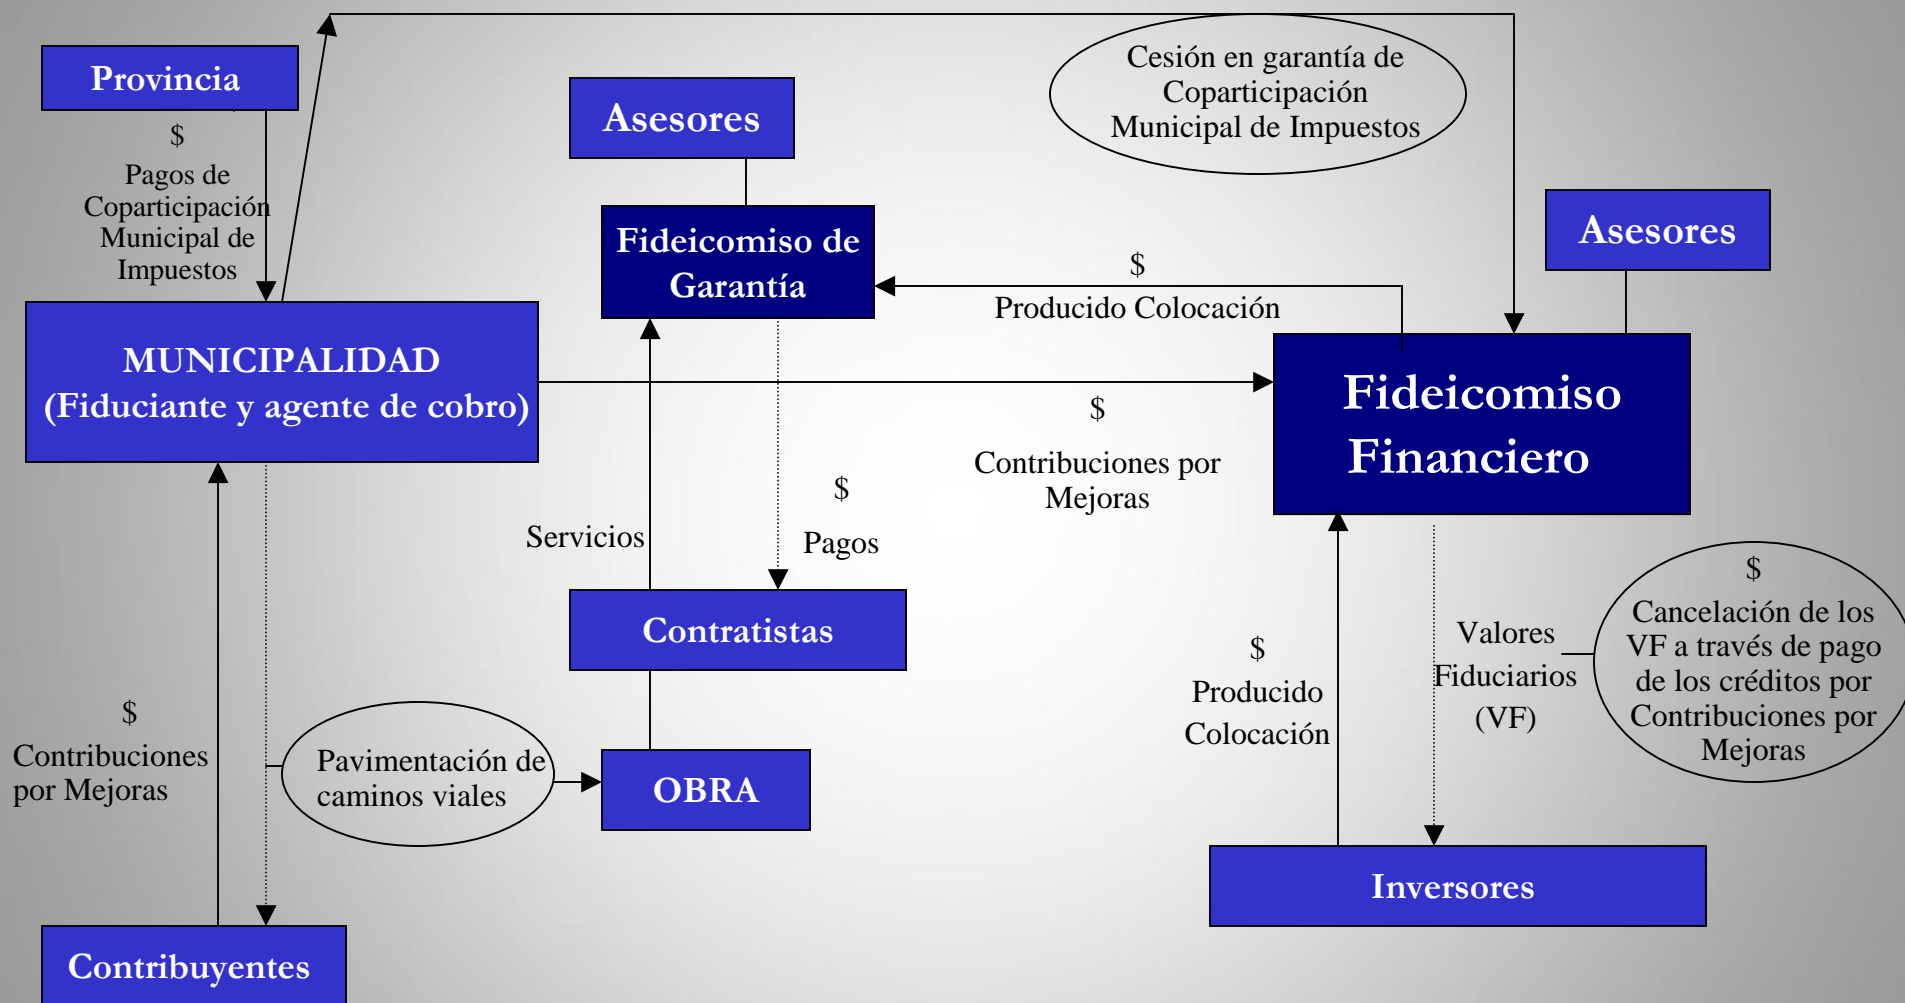 Provincia
$
Pagos de
Coparticipación
Municipal de
Impuestos
Asesores
Cesión en garantía de
Coparticipación
Municipal de Impuestos
Asesores
Fideicomiso de
Garantía
$
Producido Colocación
MUNICIPALIDAD
(Fiduciante y agente de cobro)
Fideicomiso
Financiero
$
Contribuciones por
Mejoras
Servicios
$
Pagos
Contratistas
$
Contribuciones
por Mejoras
Pavimentación de
caminos viales
OBRA
$
Producido
Colocación
Valores
Fiduciarios
(VF)
$
Cancelación de los
VF a través de pago
de los créditos por
Contribuciones por
Mejoras
Inversores
Contribuyentes